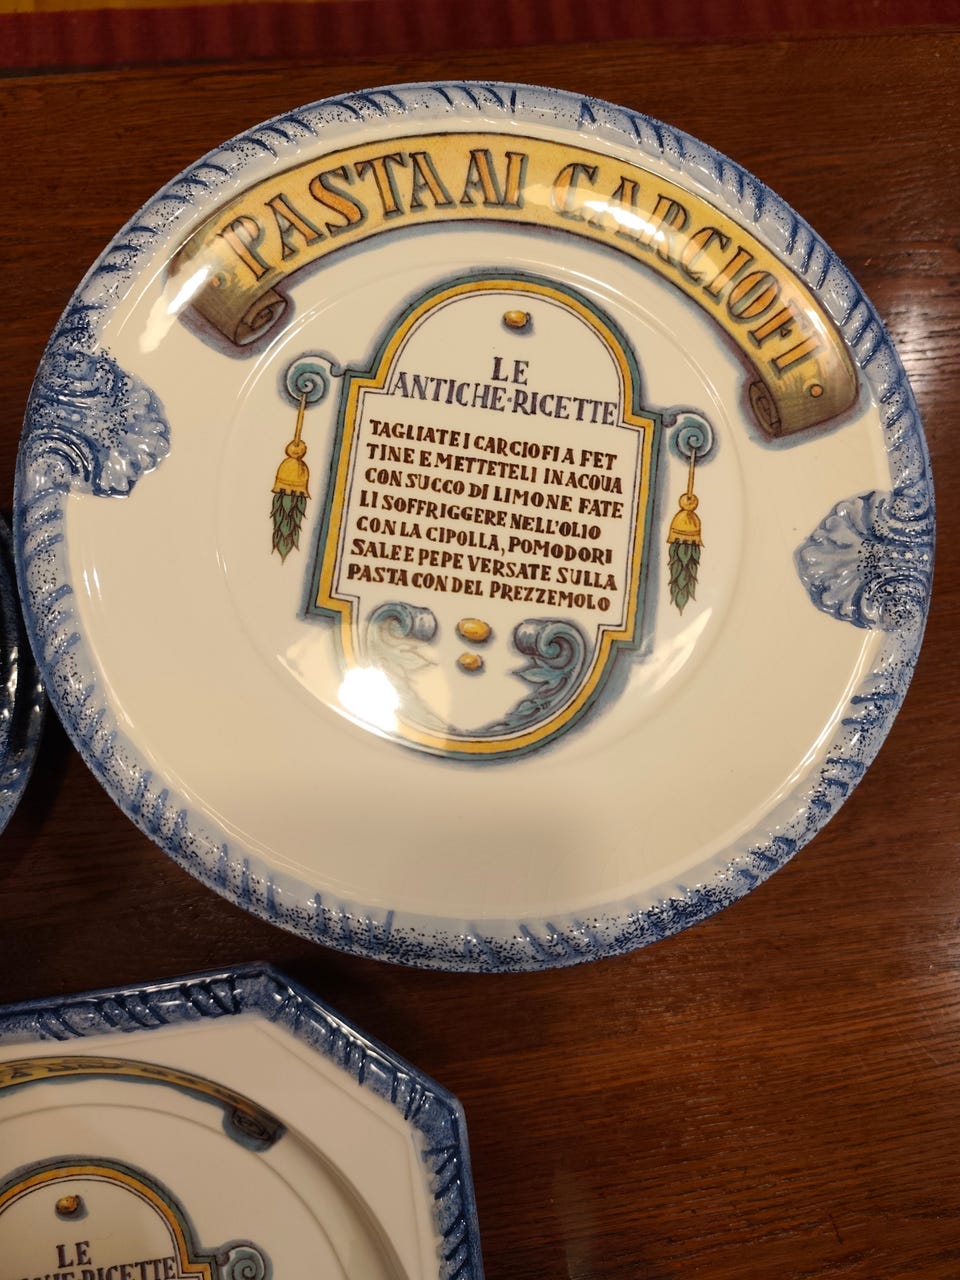 PASTA AI CARCIOFI
LE
ANTICHE·RICETTE
TAGLIATE I CARCIOFI A FET
TINE E METTETELI IN ACQUA
CON SUCCO DI LIMONE FATE
LI SOFFRIGGERE NELL'OLIO
CON LA CIPOLLA, POMODORI
SALE E PEPE VERSATE SULLA
PASTA CON DEL PREZZEMOLO
LE
RICETTE